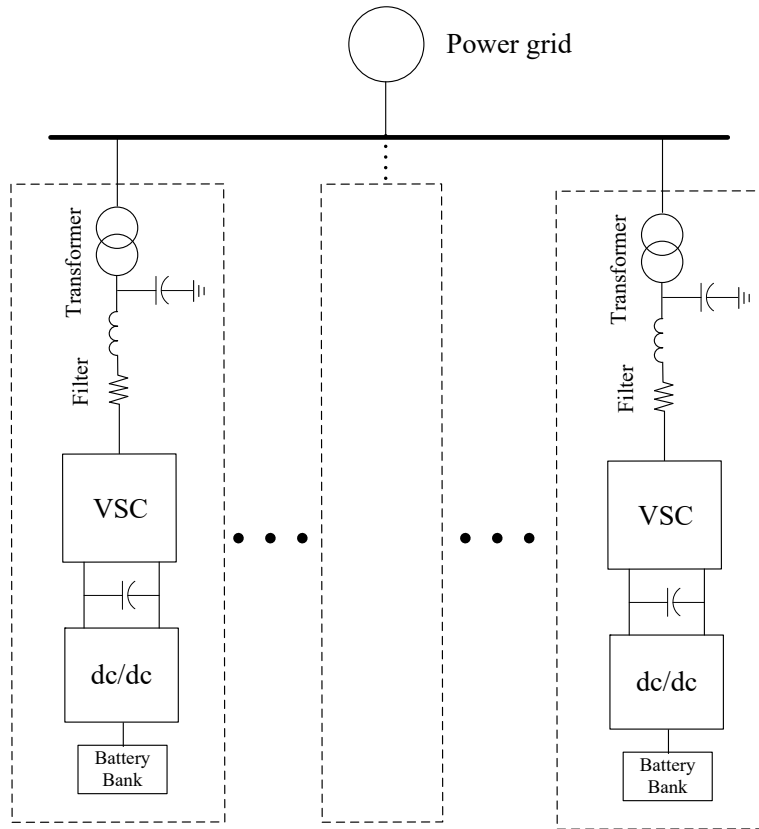 Power grid
Transformer
Filter
VSC
dc/dc
Battery
Bank
Transformer
Filter
VSC
dc/dc
Battery
Bank